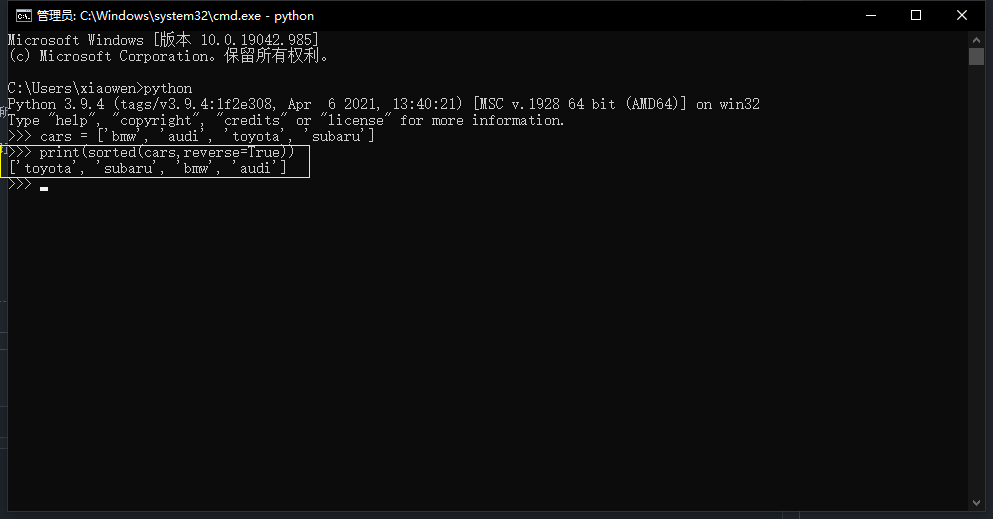 管理员: C:\Windows\system32\cmd.exe - python
Microsoft Windows [版本 10.0.19042.985]
(c) Microsoft Corporation。保留所有权利。
C:\Users\xiaowen>python
Python 3.9.4 (tags/v3.9.4:1f2e308, Apr  6 2021, 13:40:21) [MSC v.1928 64 bit (AMD64)] on win32
Type "help", "copyright", "credits" or "license" for more information.
>>> cars = ['bmw', 'audi', 'toyota', 'subaru']
>>> print(sorted(cars,reverse=True))
['toyota', 'subaru', 'bmw', 'audi']
>>>